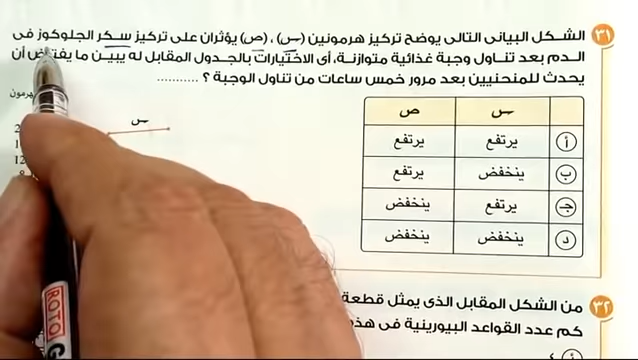 ٣١ الشكل البيانى التالى يوضح تركيز هرمونين (س) ، (ص) يؤثران على تركيز سكر الجلوكوز فى
الدم بعد تناول وجبة غذائية متوازنة، أى الاختيارات بالجدول المقابل له يبين ما يفترض أن
يحدث للمنحنيين بعد مرور خمس ساعات من تناول الوجبة ؟ ...........
س ص
أ يرتفع يرتفع
ب ينخفض يرتفع
جـ يرتفع ينخفض
د ينخفض ينخفض
س
٣٢ من الشكل المقابل الذى يمثل قطعة
كم عدد القواعد البيورينية فى
أ ٤
ROTO